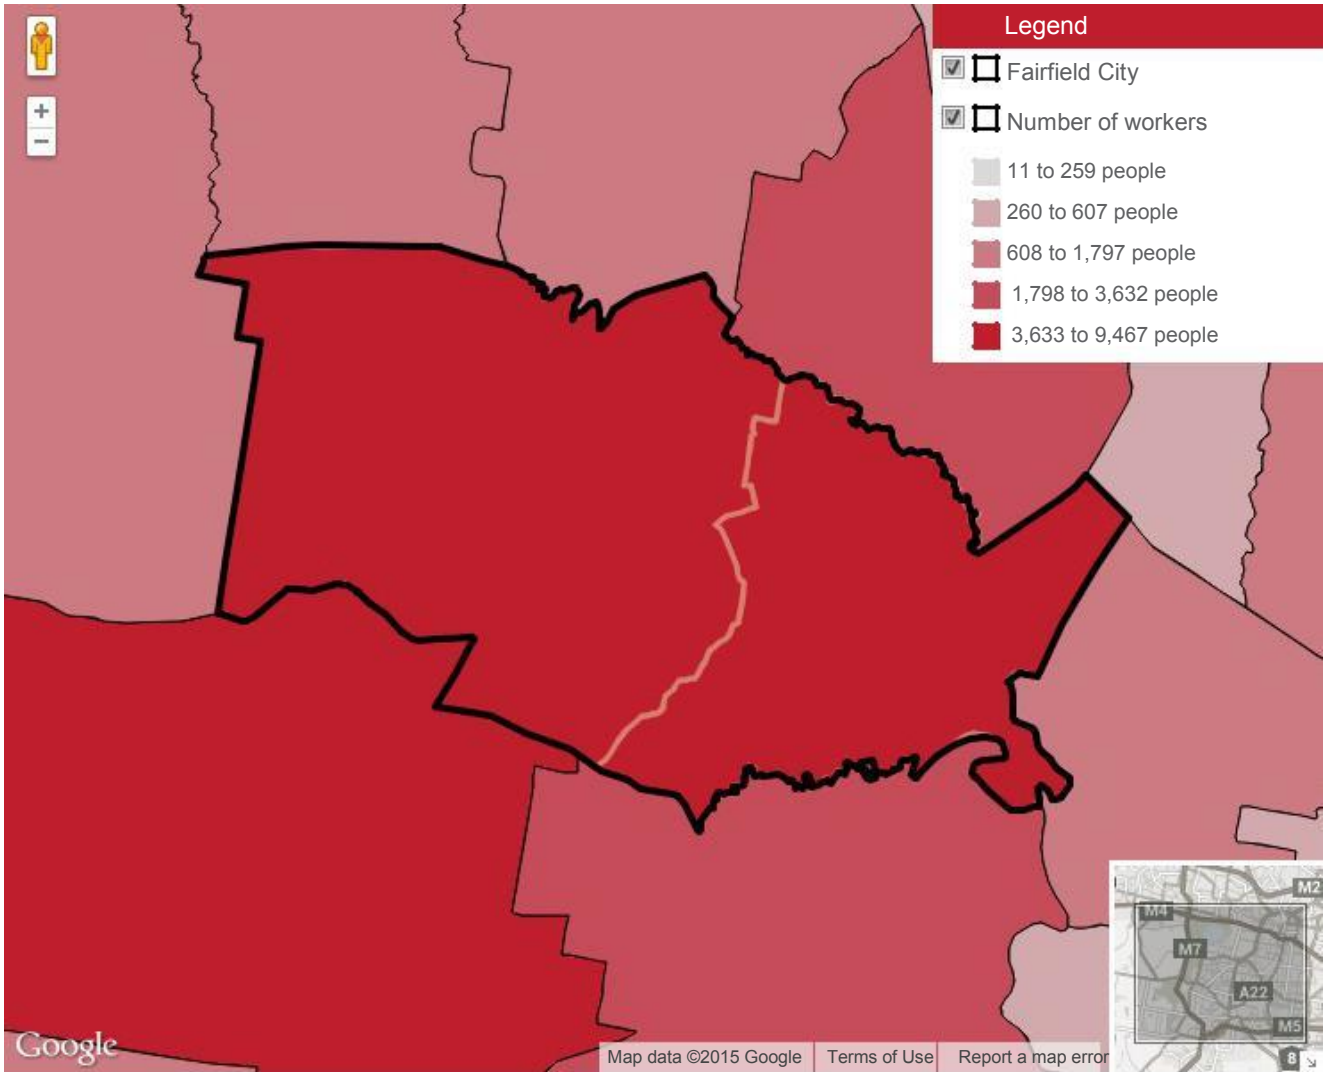 Legend
Fairfield City
Number of workers
11 to 259 people
260 to 607 people
608 to 1,797 people
1,798 to 3,632 people
3,633 to 9,467 people
+
−
M2
M4
M7
A22
M5
8
Google
Map data ©2015 Google
Terms of Use
Report a map error